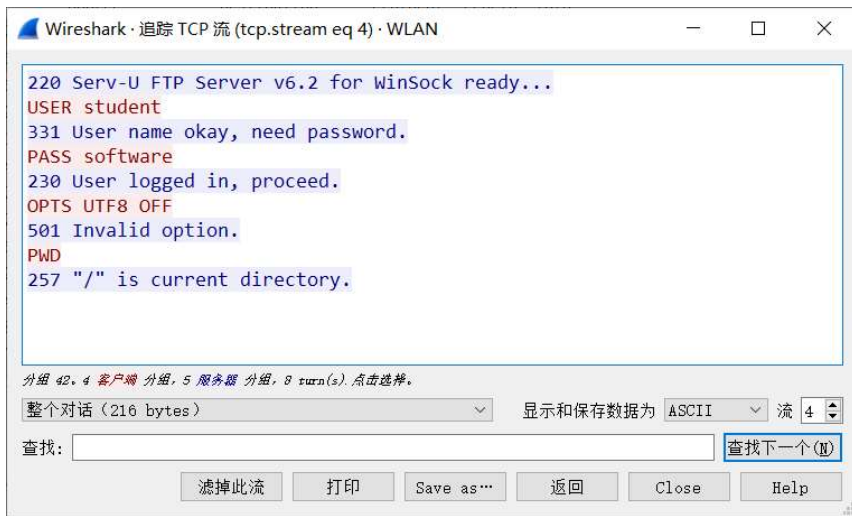 Wireshark · 追踪 TCP 流 (tcp.stream eq 4) · WLAN
220 Serv-U FTP Server v6.2 for WinSock ready...
USER student
331 User name okay, need password.
PASS software
230 User logged in, proceed.
OPTS UTF8 OFF
501 Invalid option.
PWD
257 "/" is current directory.
分组 42。4 客户端 分组, 5 服务器 分组, 8 turn(s). 点击选择。
整个对话（216 bytes） 显示和保存数据为 ASCII 流 4
查找: 查找下一个(N)
滤掉此流 打印 Save as… 返回 Close Help